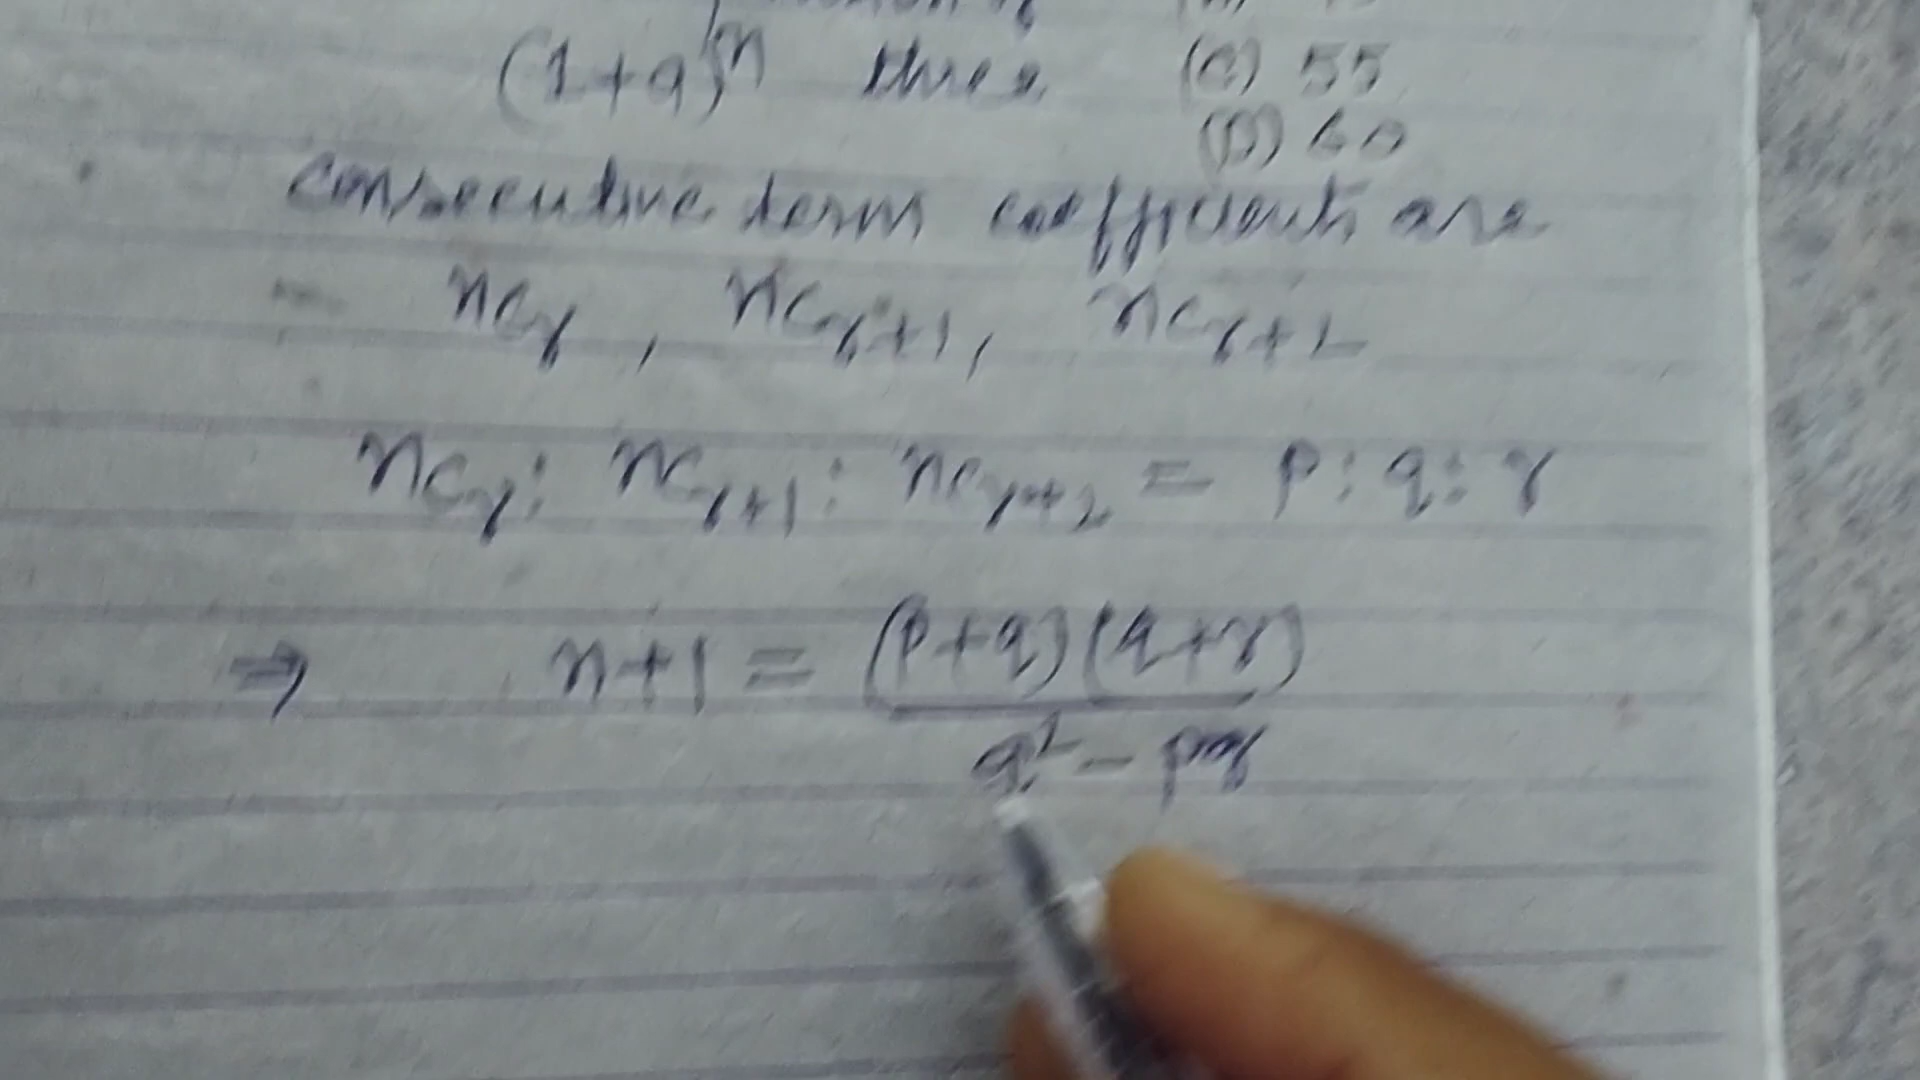 (1+a)^n three (C) 55
(D) 60
consecutive term coefficients are
nCr, nCr+1, nCr+2
nCr : nCr+1 : nCr+2 = p : q : r
⇒ n+1 = (p+q)(q+r)
q² - pr